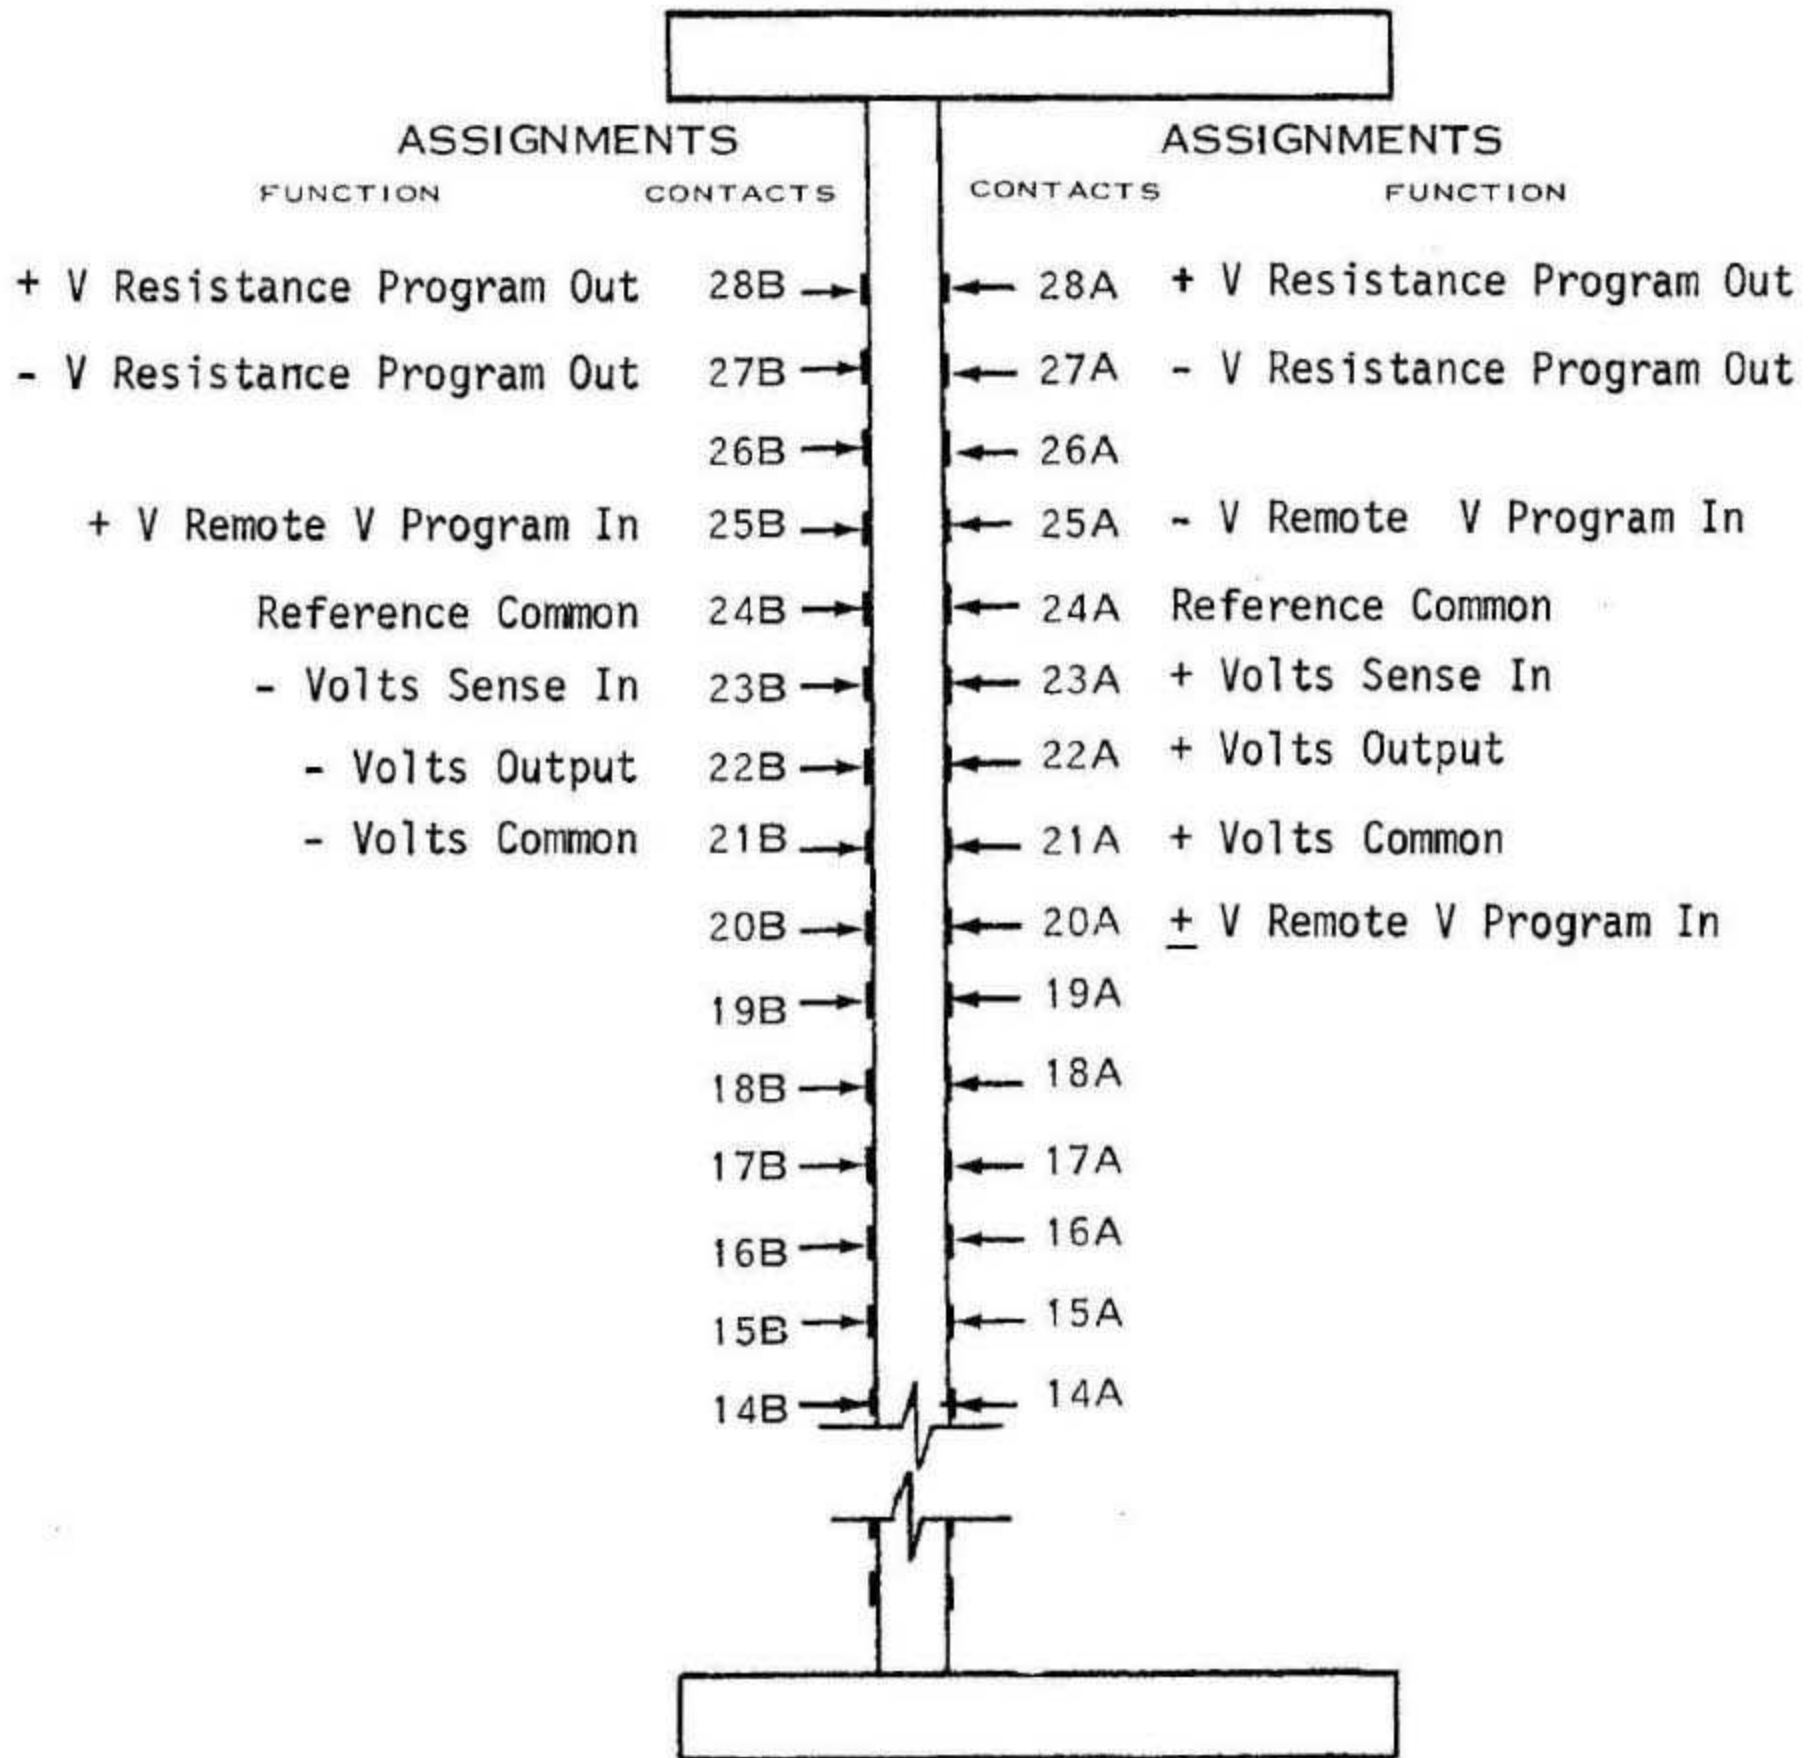 ASSIGNMENTS ASSIGNMENTS
FUNCTION CONTACTS CONTACTS FUNCTION
+ V Resistance Program Out 28B 28A + V Resistance Program Out
- V Resistance Program Out 27B 27A - V Resistance Program Out
26B 26A
+ V Remote V Program In 25B 25A - V Remote V Program In
Reference Common 24B 24A Reference Common
- Volts Sense In 23B 23A + Volts Sense In
- Volts Output 22B 22A + Volts Output
- Volts Common 21B 21A + Volts Common
20B 20A ± V Remote V Program In
19B 19A
18B 18A
17B 17A
16B 16A
15B 15A
14B 14A